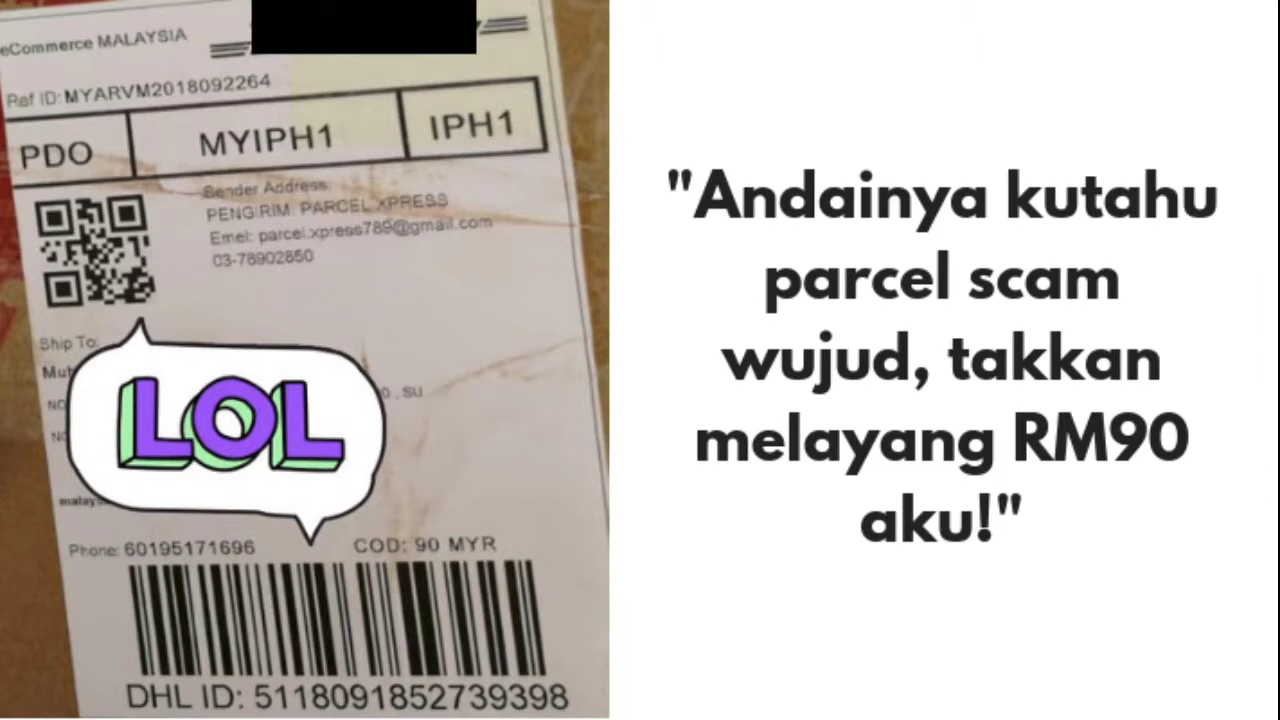 eCommerce MALAYSIA
Ref ID: MYARVM2018092264
PDO
MYIPH1
IPH1
Sender Address:
PENGIRIM: PARCEL XPRESS
Emel: parcel.xpress789@gmail.com
03-78902850
Ship To:
, SU
LOL
Phone: 60195171696
COD: 90 MYR
DHL ID: 5118091852739398
"Andainya kutahu
parcel scam
wujud, takkan
melayang RM90
aku!"